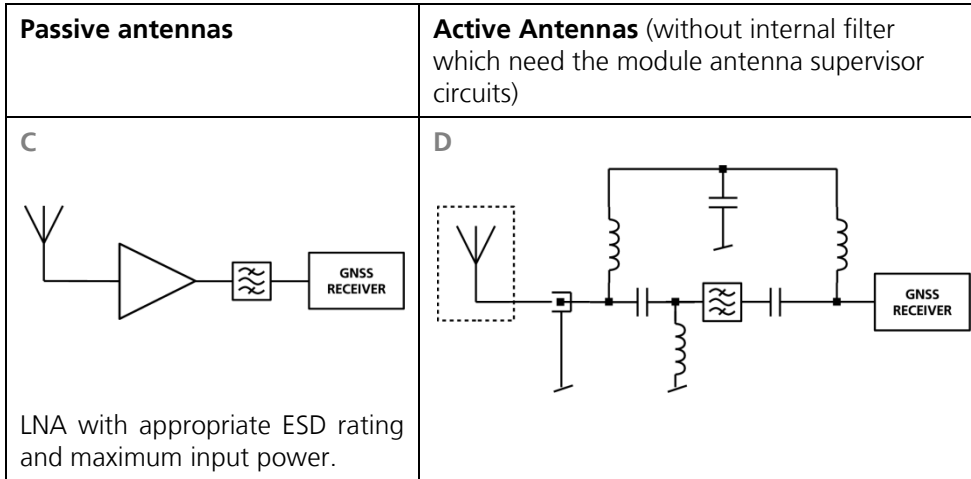 Passive antennas
Active Antennas (without internal filter
which need the module antenna supervisor
circuits)
C
GNSS
RECEIVER
LNA with appropriate ESD rating
and maximum input power.
D
GNSS
RECEIVER